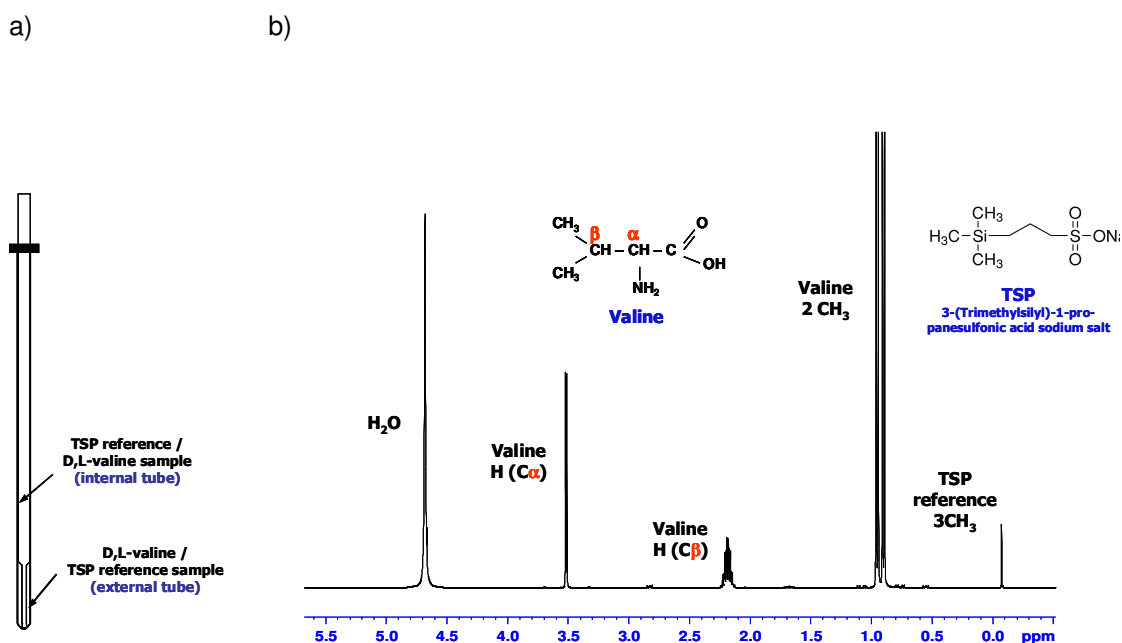 a)
b)
TSP reference /
D,L-valine sample
(internal tube)
D,L-valine /
TSP reference sample
(external tube)
H2O
Valine
H (Cα)
CH3
β
α
O
CH
CH
C
CH3
NH2
OH
Valine
Valine
H (Cβ)
Valine
2 CH3
CH3
O
H3C
Si
S
CH3
O
TSP
3-(Trimethylsilyl)-1-pro-
panesulfonic acid sodium salt
TSP
reference
3CH3
5.5 5.0 4.5 4.0 3.5 3.0 2.5 2.0 1.5 1.0 0.5 0.0 ppm